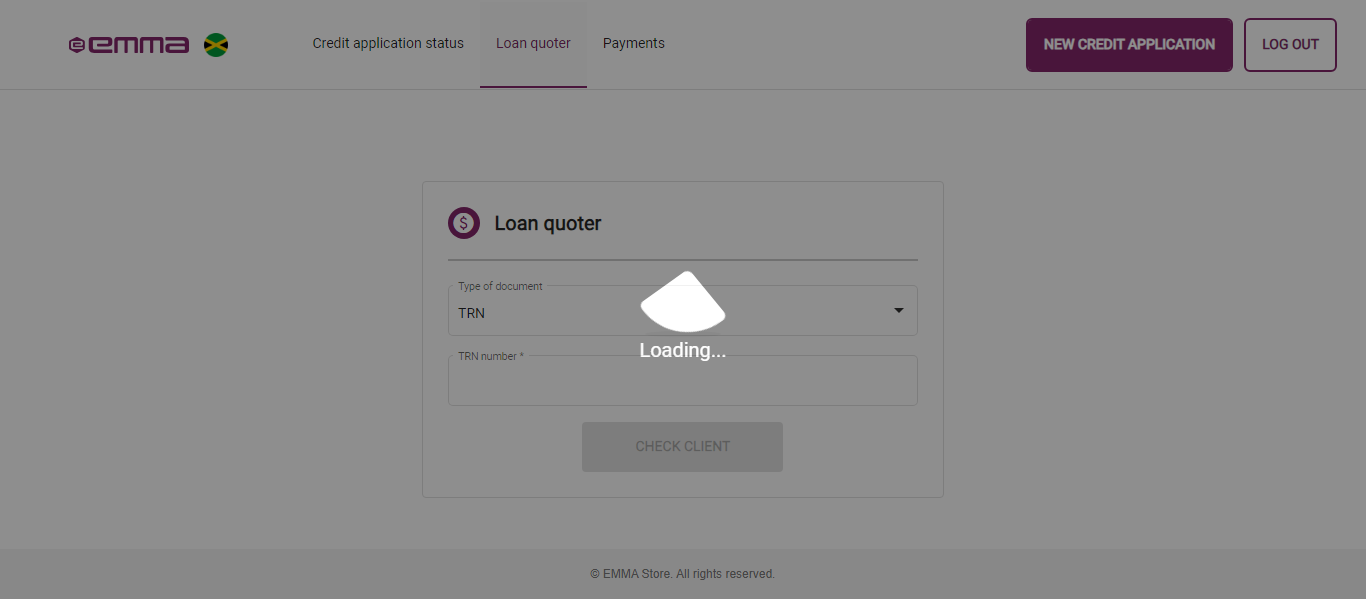 emma
Credit application status
Loan quoter
Payments
NEW CREDIT APPLICATION
LOG OUT
$
Loan quoter
Type of document
TRN
Loading...
TRN number *
CHECK CLIENT
© EMMA Store. All rights reserved.